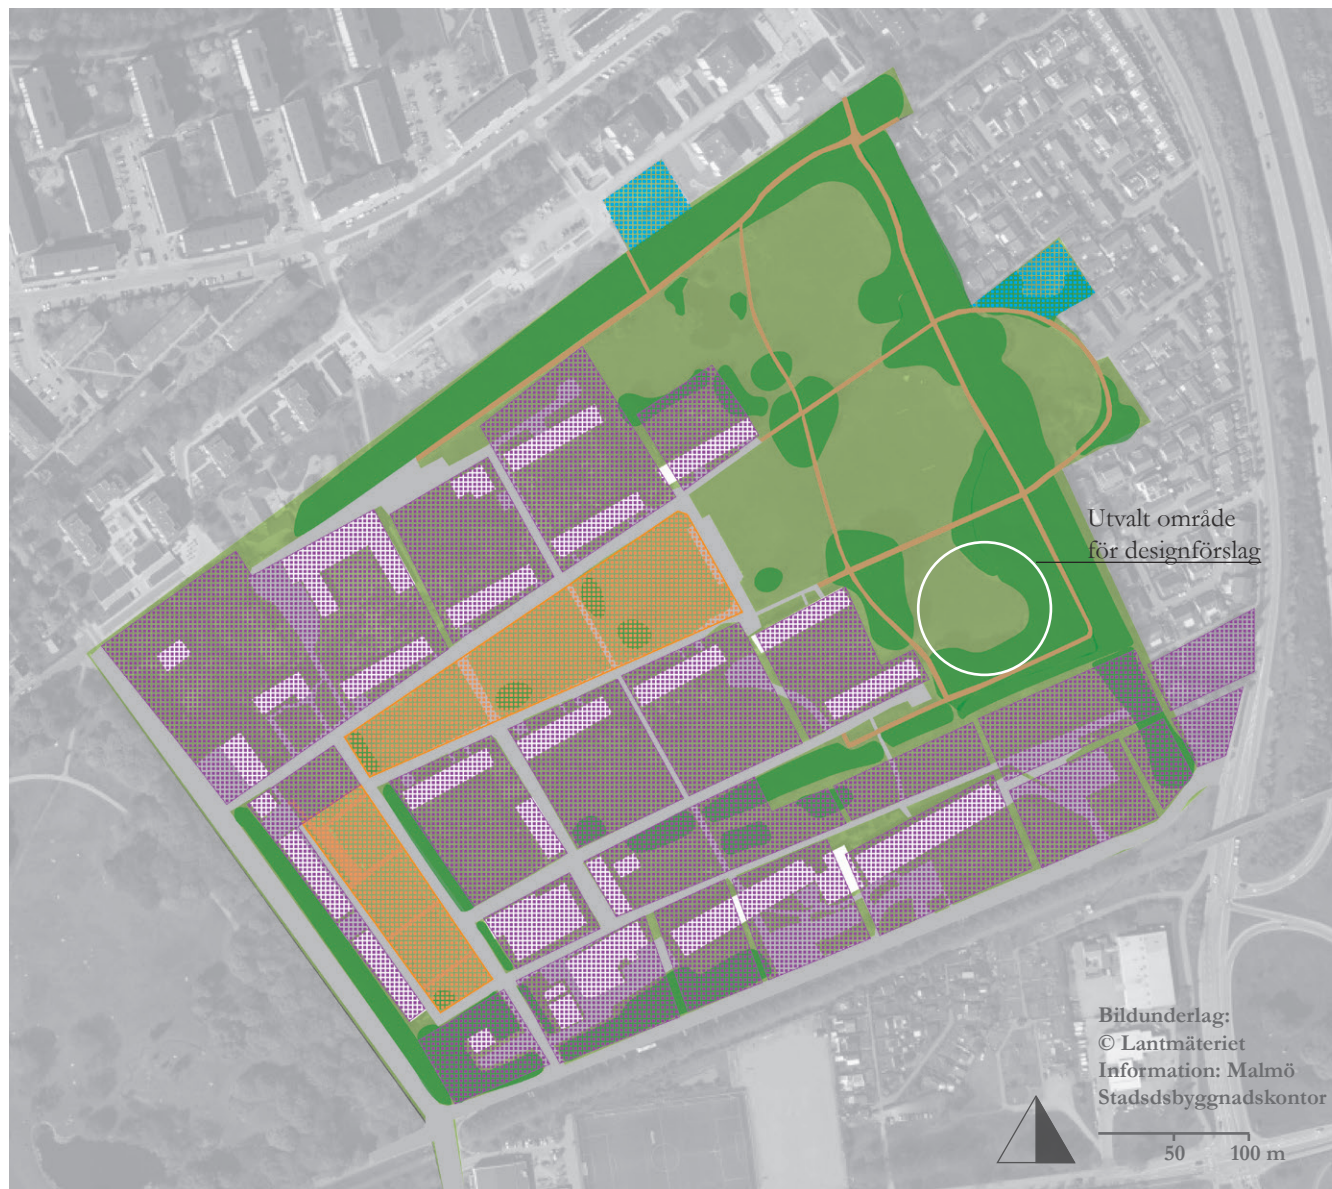 Utvalt område
för designförslag
Bildunderlag:
© Lantmäteriet
Information: Malmö
Stadsdsbyggnadskontor
50 100 m